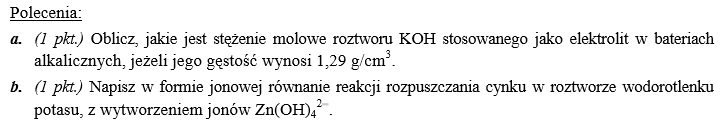 Polecenia:
a. (1 pkt.) Oblicz, jakie jest stężenie molowe roztworu KOH stosowanego jako elektrolit w bateriach
alkalicznych, jeżeli jego gęstość wynosi 1,29 g/cm³.
b. (1 pkt.) Napisz w formie jonowej równanie reakcji rozpuszczania cynku w roztworze wodorotlenku
potasu, z wytworzeniem jonów Zn(OH)₄²⁻.